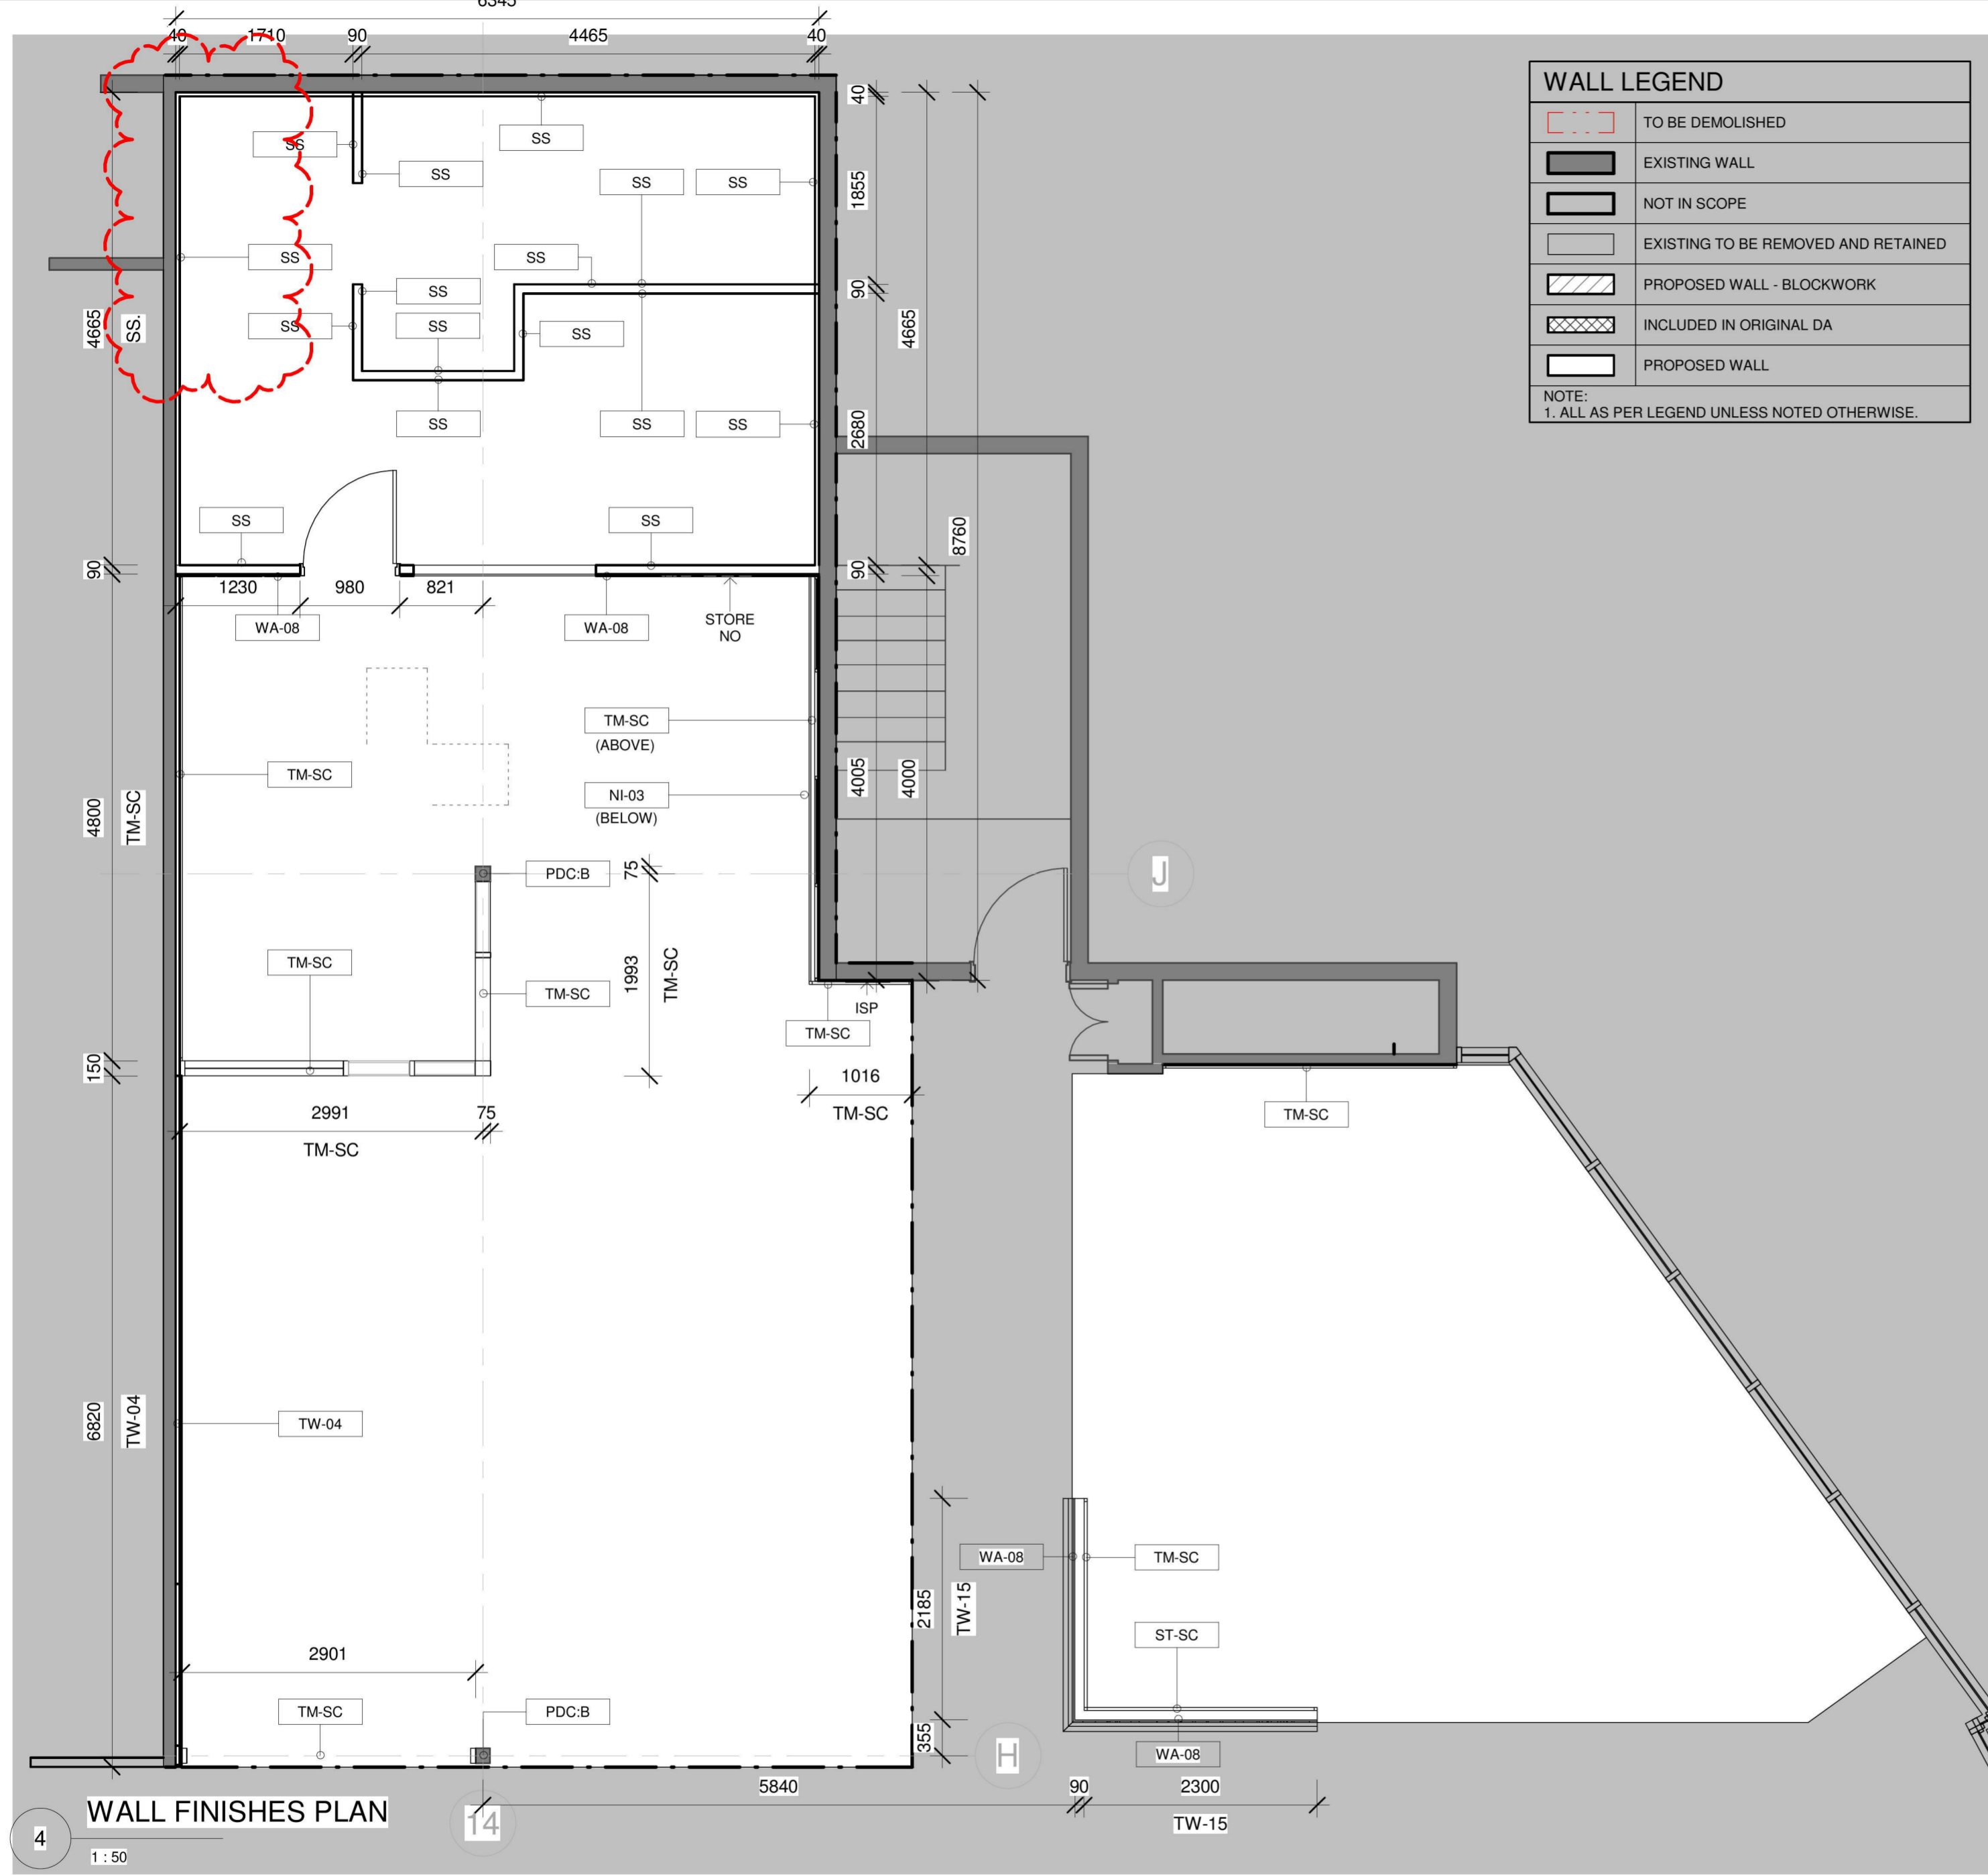 6345
40
1710
90
4465
40
WALL LEGEND
TO BE DEMOLISHED
EXISTING WALL
NOT IN SCOPE
EXISTING TO BE REMOVED AND RETAINED
PROPOSED WALL - BLOCKWORK
INCLUDED IN ORIGINAL DA
PROPOSED WALL
NOTE:
1. ALL AS PER LEGEND UNLESS NOTED OTHERWISE.
40
SS
SS
SS
SS
SS
1855
SS
SS
SS
90
4665
SS.
SS
SS
SS
4665
SS
SS
SS
2680
SS
SS
8760
90
90
1230
980
821
WA-08
WA-08
STORE
NO
TM-SC
(ABOVE)
TM-SC
NI-03
(BELOW)
4005
4000
4800
TM-SC
PDC:B
75
J
TM-SC
TM-SC
1993
TM-SC
ISP
TM-SC
150
1016
TM-SC
2991
75
TM-SC
TM-SC
6820
TW-04
TW-04
WA-08
TM-SC
2185
TW-15
ST-SC
2901
TM-SC
PDC:B
355
H
WA-08
5840
90
2300
TW-15
14
WALL FINISHES PLAN
4
1 : 50